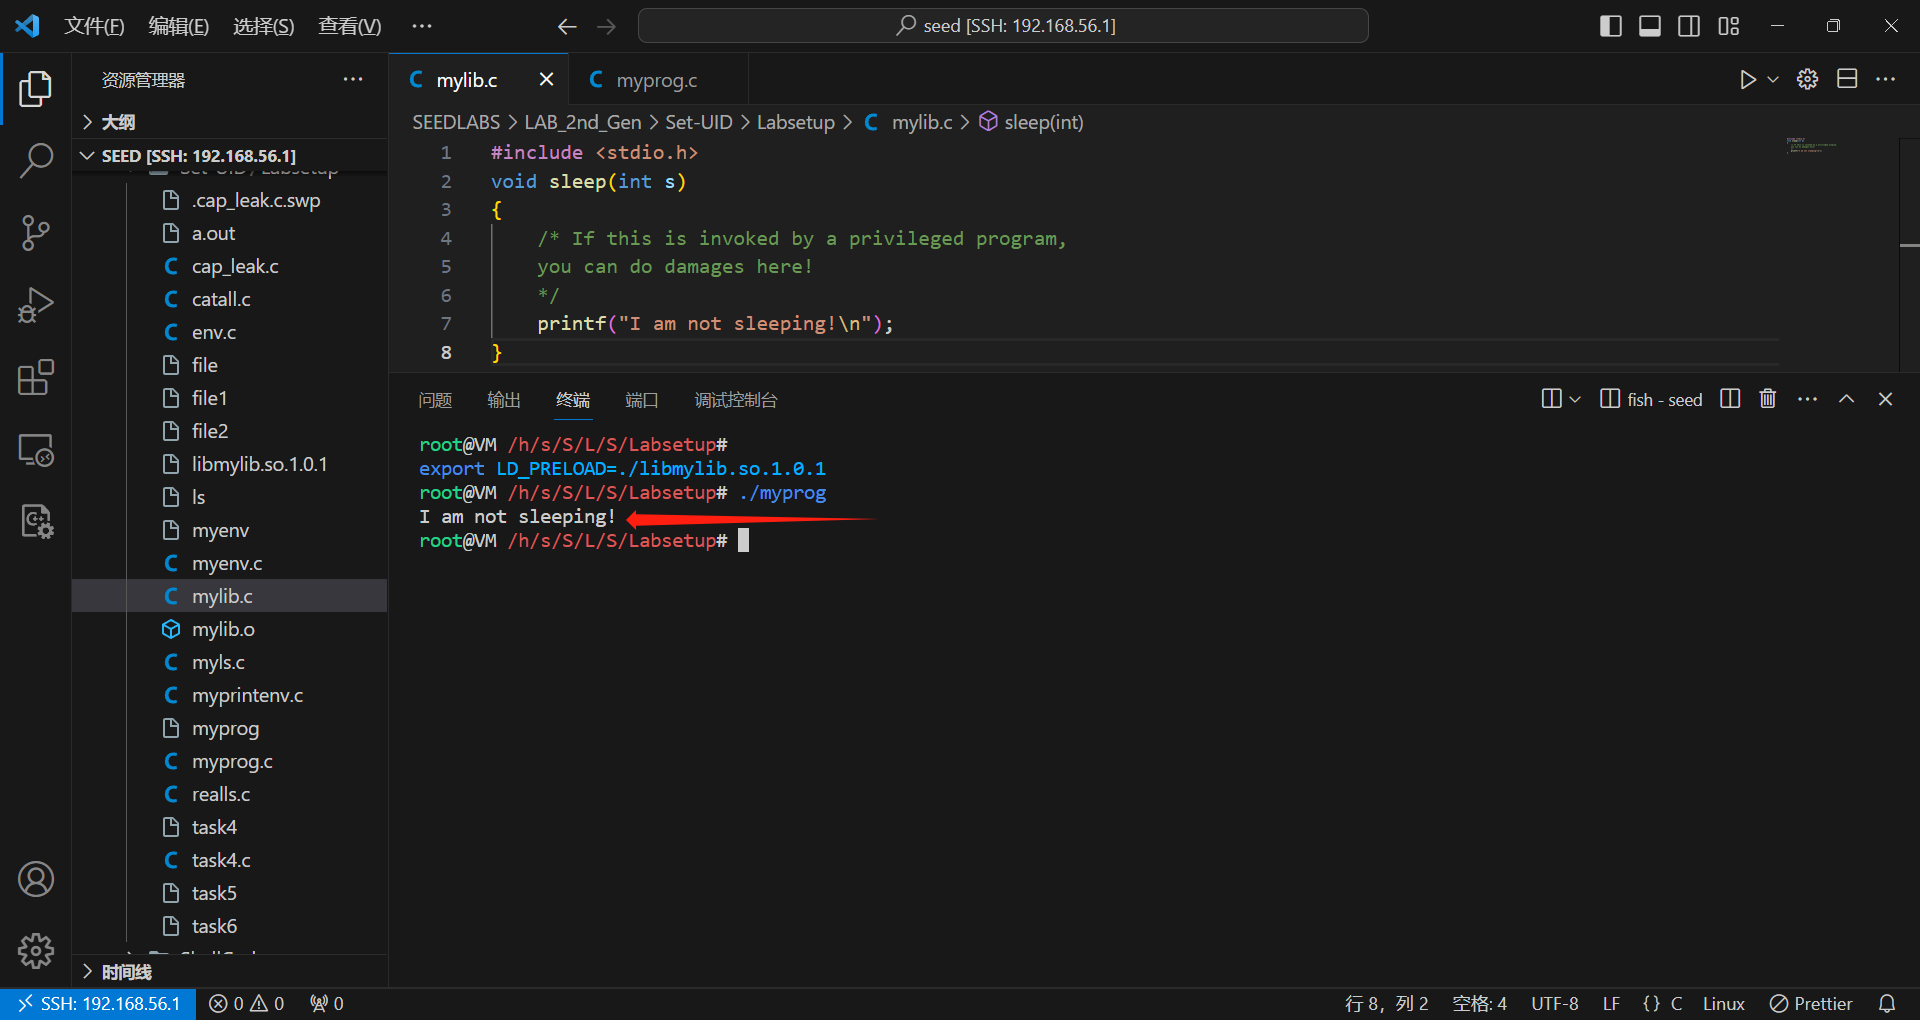 文件(F) 编辑(E) 选择(S) 查看(V) ··· seed [SSH: 192.168.56.1]
资源管理器 ···
大纲
SEED [SSH: 192.168.56.1]
Set-UID / Labsetup
.cap_leak.c.swp
a.out
C cap_leak.c
C catall.c
C env.c
file
file1
file2
libmylib.so.1.0.1
ls
myenv
C myenv.c
C mylib.c
mylib.o
C myls.c
C myprintenv.c
myprog
C myprog.c
C realls.c
task4
C task4.c
task5
task6
时间线
C mylib.c C myprog.c
SEEDLABS > LAB_2nd_Gen > Set-UID > Labsetup > C mylib.c > sleep(int)
1 #include <stdio.h>
2 void sleep(int s)
3 {
4 /* If this is invoked by a privileged program,
5 you can do damages here!
6 */
7 printf("I am not sleeping!\n");
8 }
问题 输出 终端 端口 调试控制台 fish - seed
root@VM /h/s/S/L/S/Labsetup#
export LD_PRELOAD=./libmylib.so.1.0.1
root@VM /h/s/S/L/S/Labsetup# ./myprog
I am not sleeping!
root@VM /h/s/S/L/S/Labsetup#
SSH: 192.168.56.1 0 0 0 行 8，列 2 空格: 4 UTF-8 LF {} C Linux Prettier